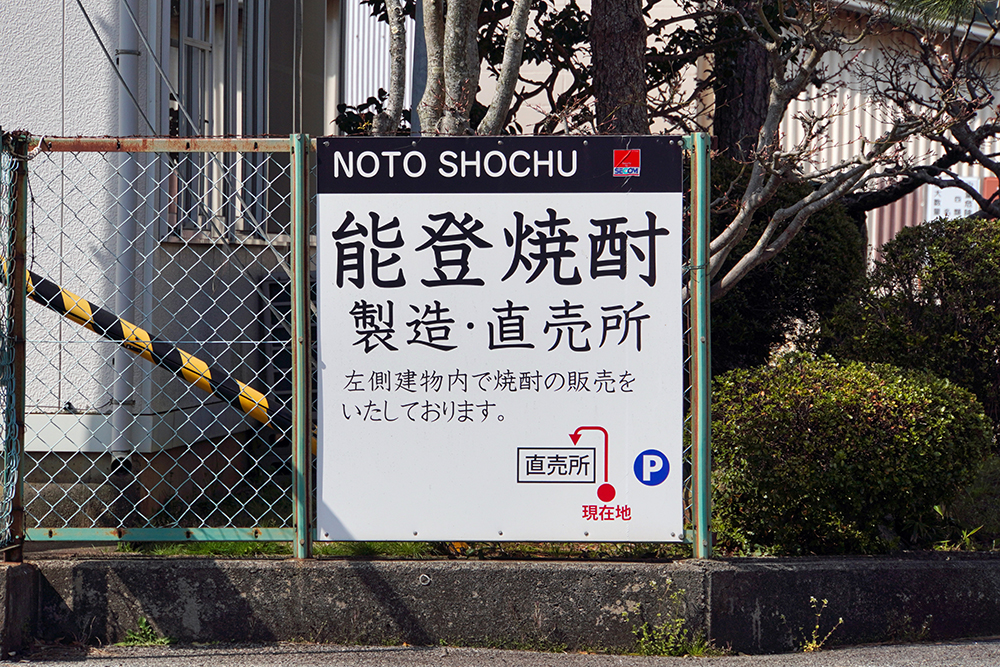 NOTO SHOCHU
SECOM
能登焼酎
製造・直売所
左側建物内で焼酎の販売を
いたしております。
直売所
P
現在地